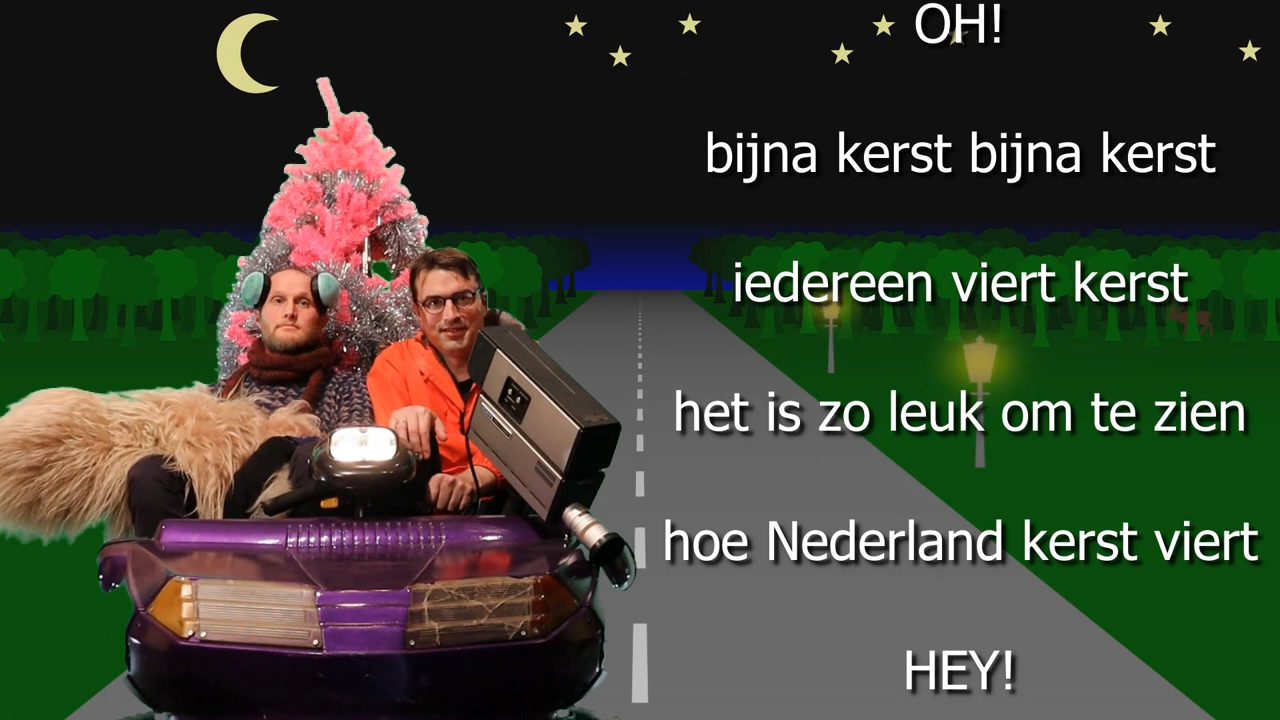 OH!
bijna kerst bijna kerst
iedereen viert kerst
het is zo leuk om te zien
hoe Nederland kerst viert
HEY!